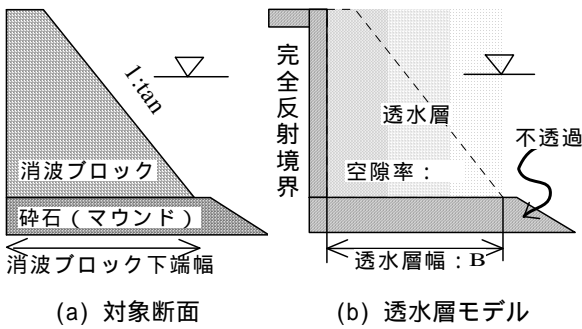 1:tan
消波ブロック
砕石（マウンド）
消波ブロック下端幅
(a) 対象断面
完全反射境界
透水層
空隙率：
不透過
透水層幅：B
(b) 透水層モデル